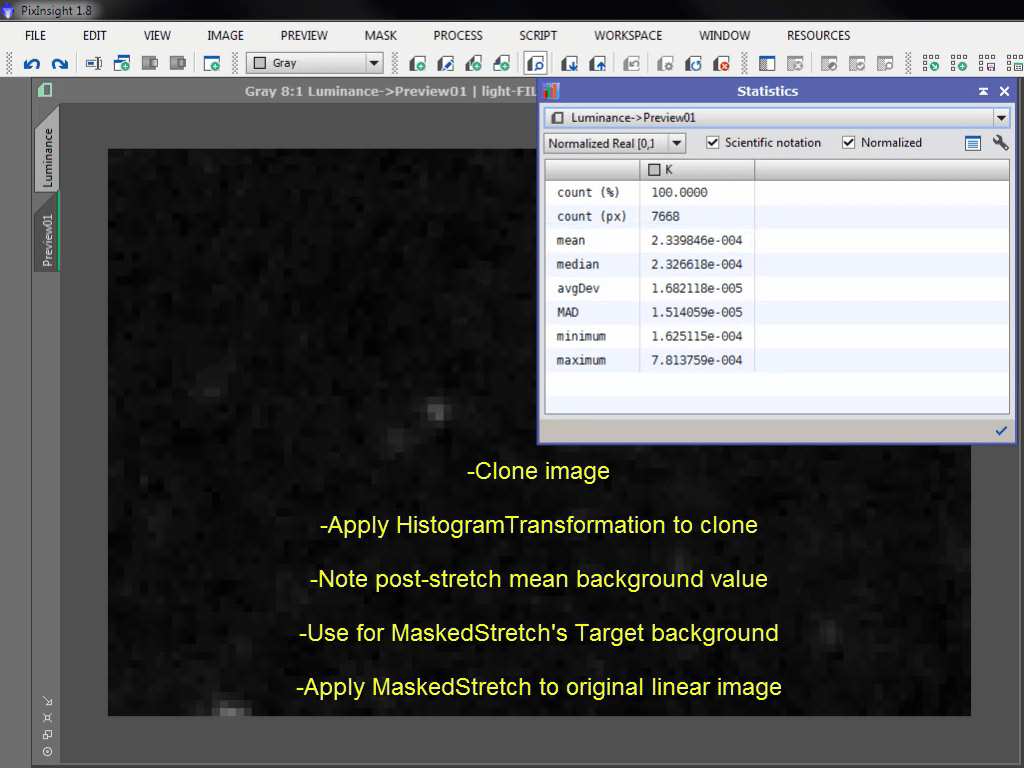 PixInsight 1.8
FILE EDIT VIEW IMAGE PREVIEW MASK PROCESS SCRIPT WORKSPACE WINDOW RESOURCES
Gray
Gray 8:1 Luminance->Preview01 | light-FIL
Luminance
Preview01
Statistics
Luminance->Preview01
Normalized Real [0,1 Scientific notation Normalized
K
count (%) 100.0000
count (px) 7668
mean 2.339846e-004
median 2.326618e-004
avgDev 1.682118e-005
MAD 1.514059e-005
minimum 1.625115e-004
maximum 7.813759e-004
-Clone image
-Apply HistogramTransformation to clone
-Note post-stretch mean background value
-Use for MaskedStretch's Target background
-Apply MaskedStretch to original linear image